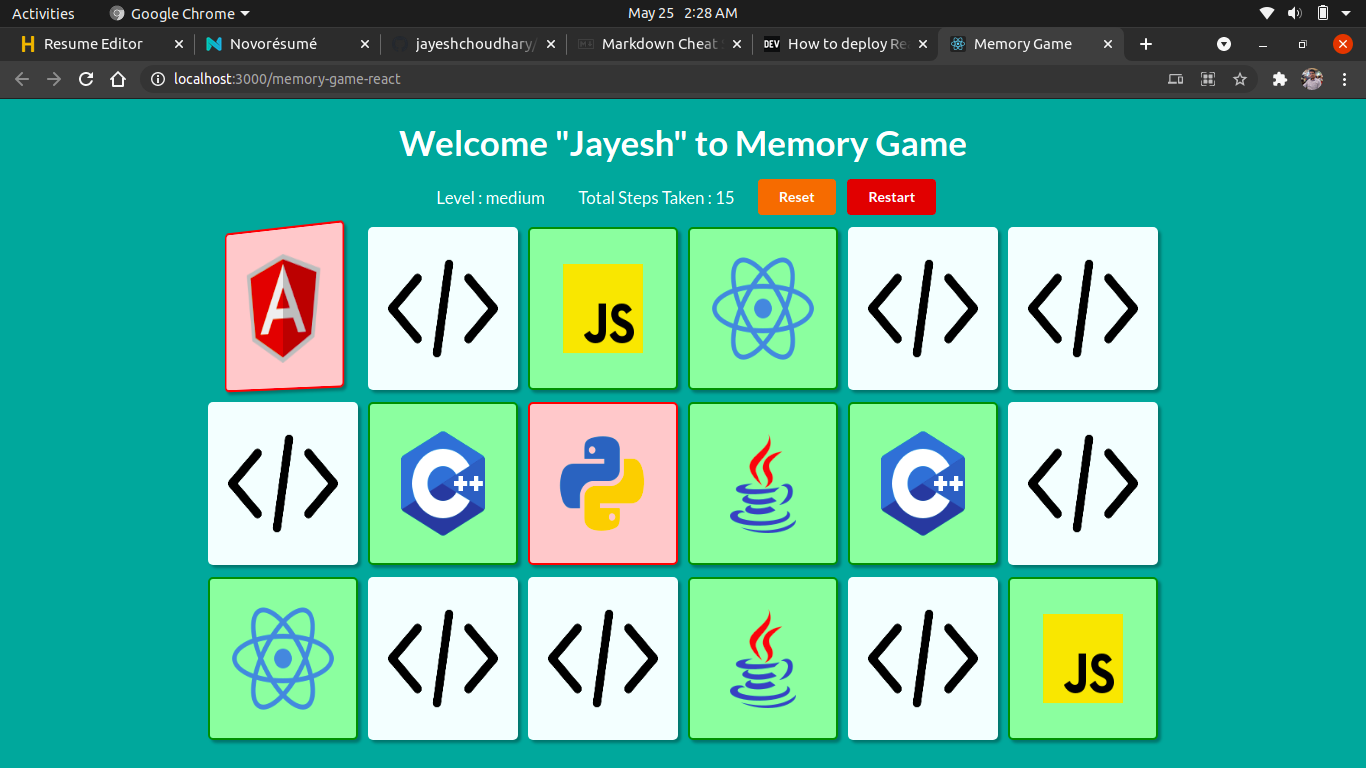 Activities Google Chrome May 25 2:28 AM
Resume Editor Novorésumé jayeshchoudhary/ Markdown Cheat DEV How to deploy Re Memory Game
localhost:3000/memory-game-react
Welcome "Jayesh" to Memory Game
Level : medium Total Steps Taken : 15 Reset Restart
A </> JS </> </>
</> C++ C++ </>
</> </> </> JS